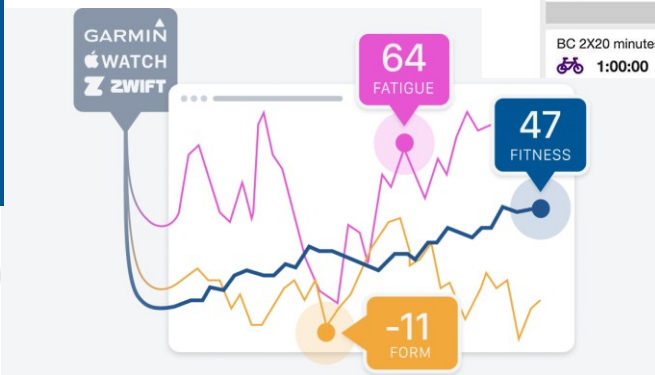 GARMIN
WATCH
ZWIFT
64
FATIGUE
BC 2X20 minutes
1:00:00
47
FITNESS
-11
FORM